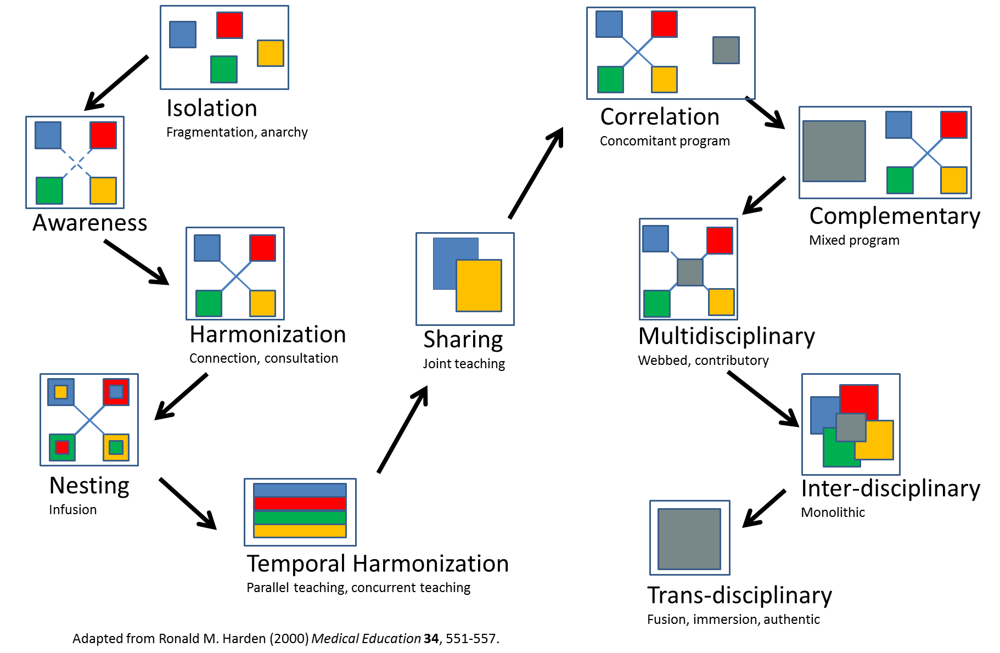 Isolation
Fragmentation, anarchy
Awareness
Harmonization
Connection, consultation
Nesting
Infusion
Temporal Harmonization
Parallel teaching, concurrent teaching
Sharing
Joint teaching
Correlation
Concomitant program
Complementary
Mixed program
Multidisciplinary
Webbed, contributory
Inter-disciplinary
Monolithic
Trans-disciplinary
Fusion, immersion, authentic
Adapted from Ronald M. Harden (2000) Medical Education 34, 551-557.